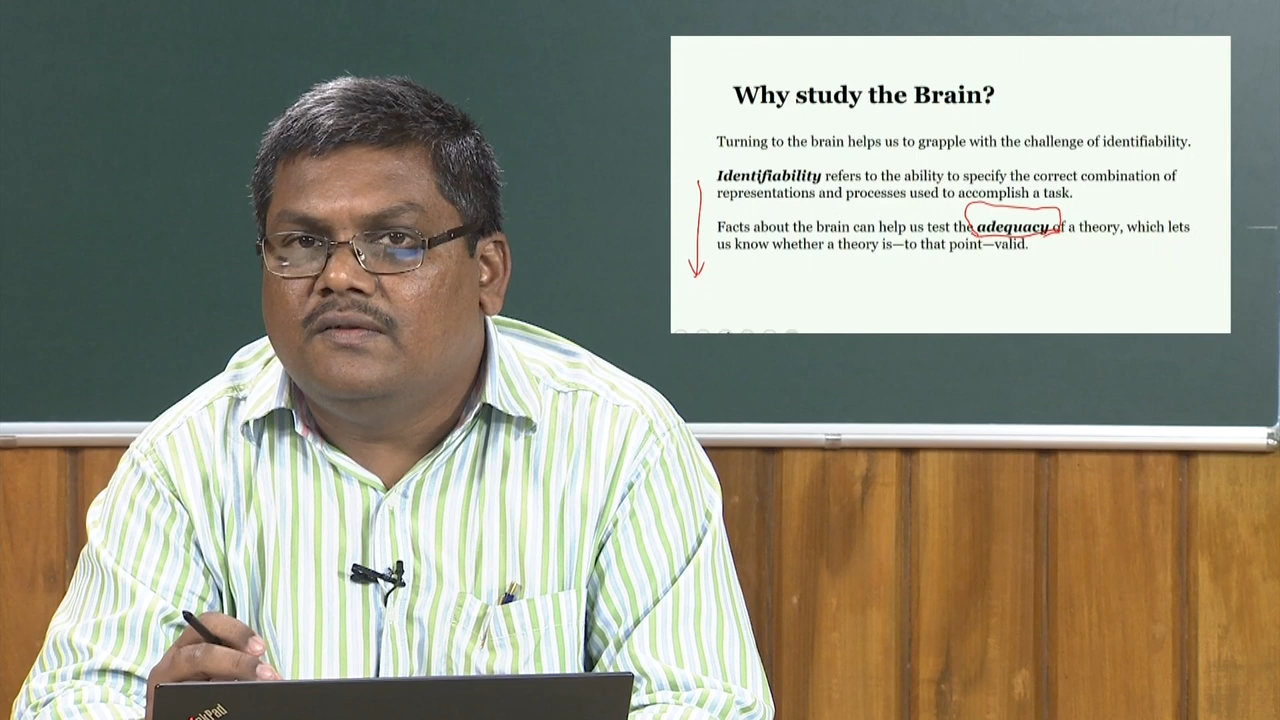 Why study the Brain?
Turning to the brain helps us to grapple with the challenge of identifiability.
Identifiability refers to the ability to specify the correct combination of
representations and processes used to accomplish a task.
Facts about the brain can help us test the adequacy of a theory, which lets
us know whether a theory is—to that point—valid.